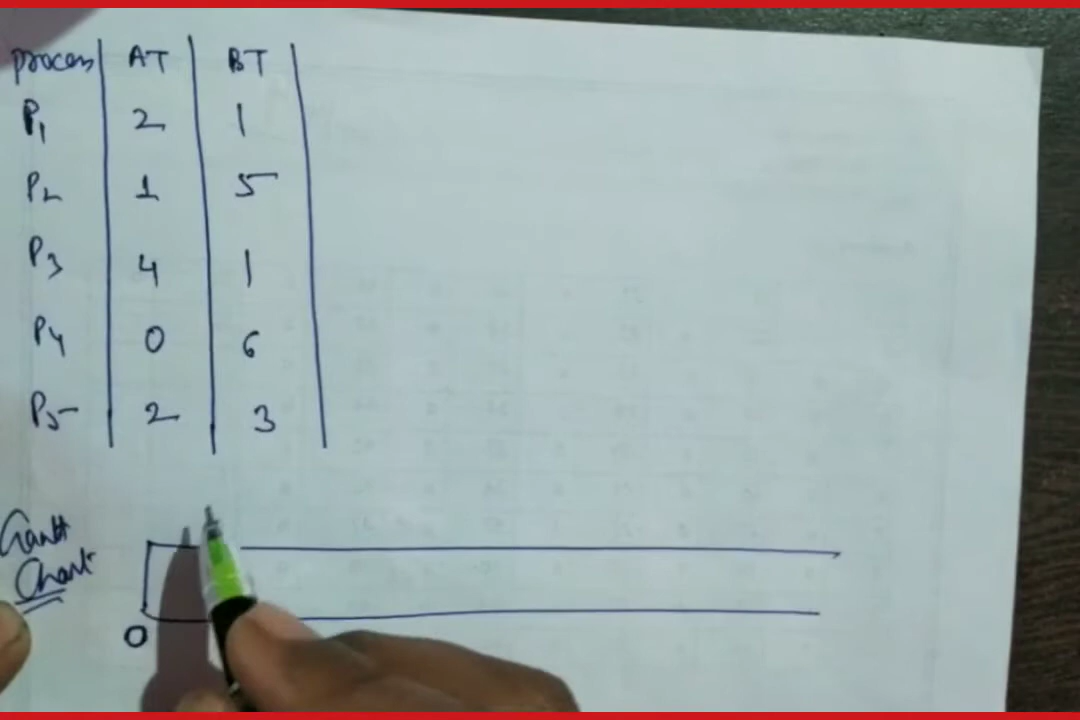 process AT BT
P1 2 1
P2 1 5
P3 4 1
P4 0 6
P5 2 3
Gantt
Chart
0